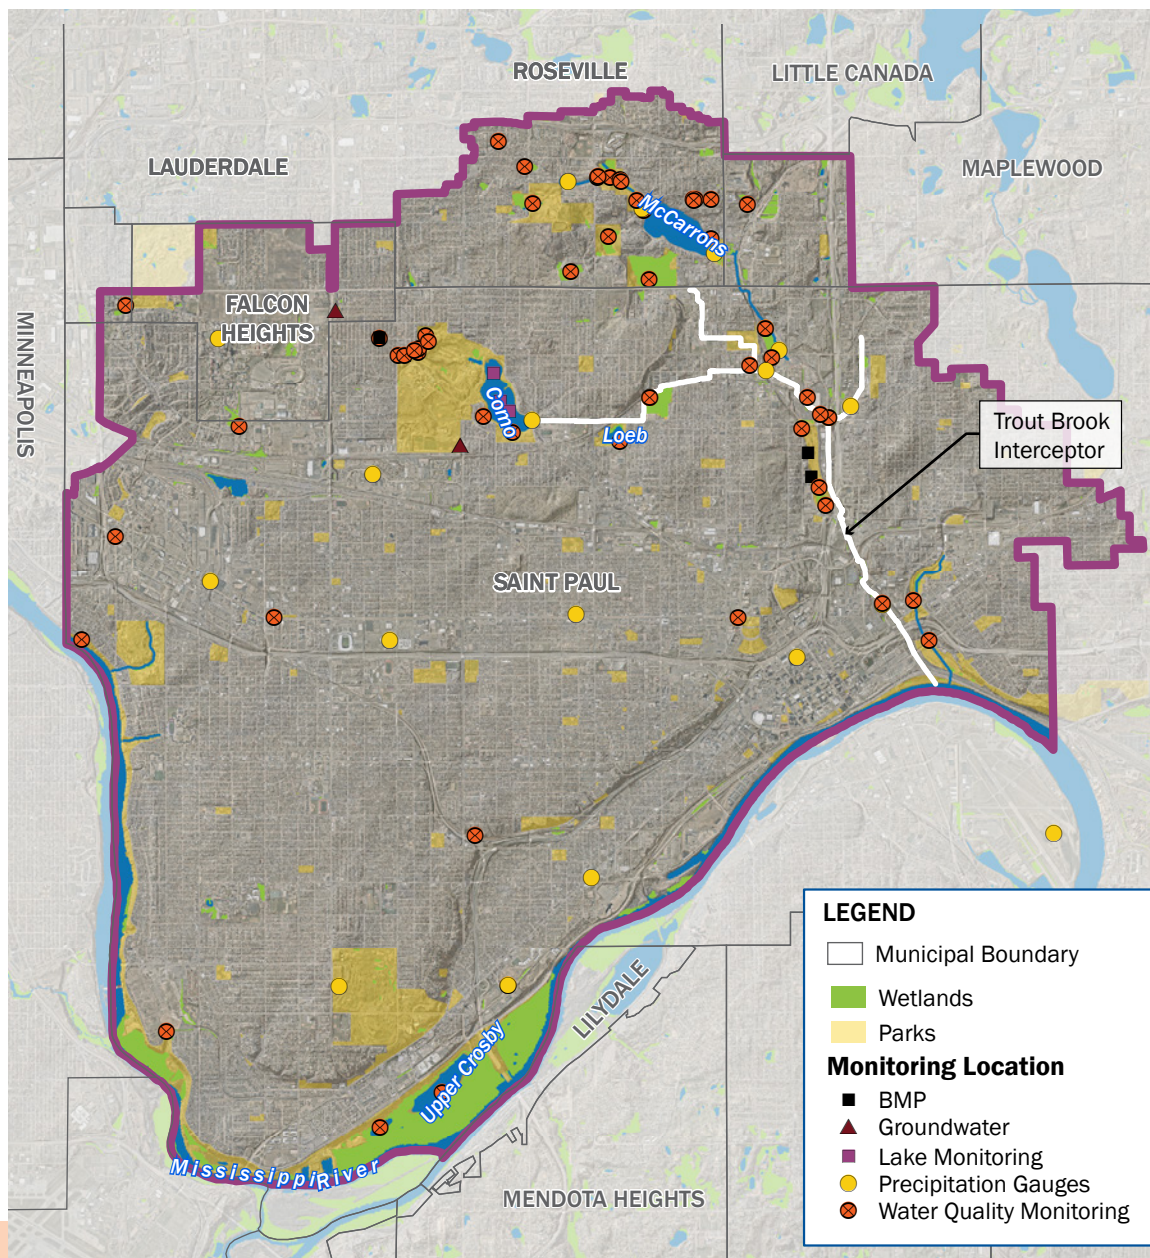 ROSEVILLE
LITTLE CANADA
LAUDERDALE
MAPLEWOOD
McCarrons
FALCON
HEIGHTS
MINNEAPOLIS
Como
Loeb
Trout Brook
Interceptor
SAINT PAUL
LILYDALE
Upper Crosby
Mississippi River
MENDOTA HEIGHTS
LEGEND
Municipal Boundary
Wetlands
Parks
Monitoring Location
BMP
Groundwater
Lake Monitoring
Precipitation Gauges
Water Quality Monitoring